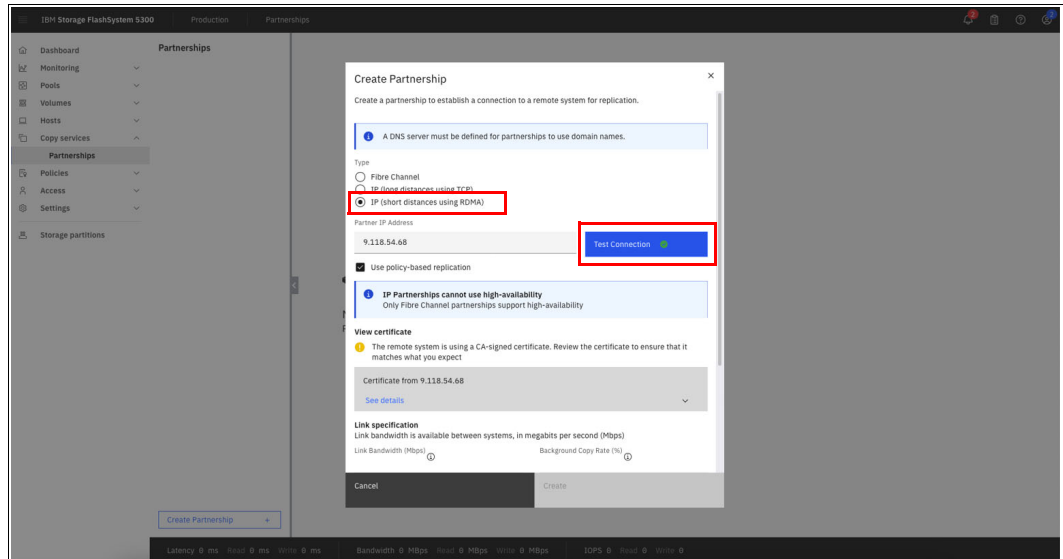 IBM Storage FlashSystem 5300 Production Partnerships
2 2
Dashboard
Monitoring
Pools
Volumes
Hosts
Copy services
Partnerships
Policies
Access
Settings
Storage partitions
Partnerships
Create Partnership +
Create Partnership
Create a partnership to establish a connection to a remote system for replication.
A DNS server must be defined for partnerships to use domain names.
Type
Fibre Channel
IP (long distances using TCP)
IP (short distances using RDMA)
Partner IP Address
9.118.54.68
Test Connection
Use policy-based replication
IP Partnerships cannot use high-availability
Only Fibre Channel partnerships support high-availability
View certificate
The remote system is using a CA-signed certificate. Review the certificate to ensure that it
matches what you expect
Certificate from 9.118.54.68
See details
Link specification
Link bandwidth is available between systems, in megabits per second (Mbps)
Link Bandwidth (Mbps) Background Copy Rate (%)
Cancel Create
Latency 0 ms Read 0 ms Write 0 ms Bandwidth 0 MBps Read 0 MBps Write 0 MBps IOPS 0 Read 0 Write 0